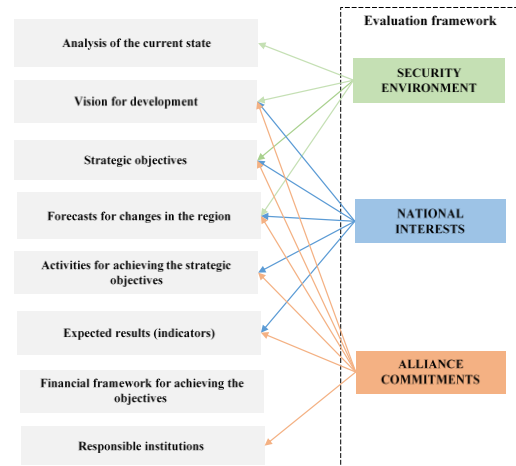 Evaluation framework
Analysis of the current state
Vision for development
Strategic objectives
Forecasts for changes in the region
Activities for achieving the strategic
objectives
Expected results (indicators)
Financial framework for achieving the
objectives
Responsible institutions
SECURITY
ENVIRONMENT
NATIONAL
INTERESTS
ALLIANCE
COMMITMENTS